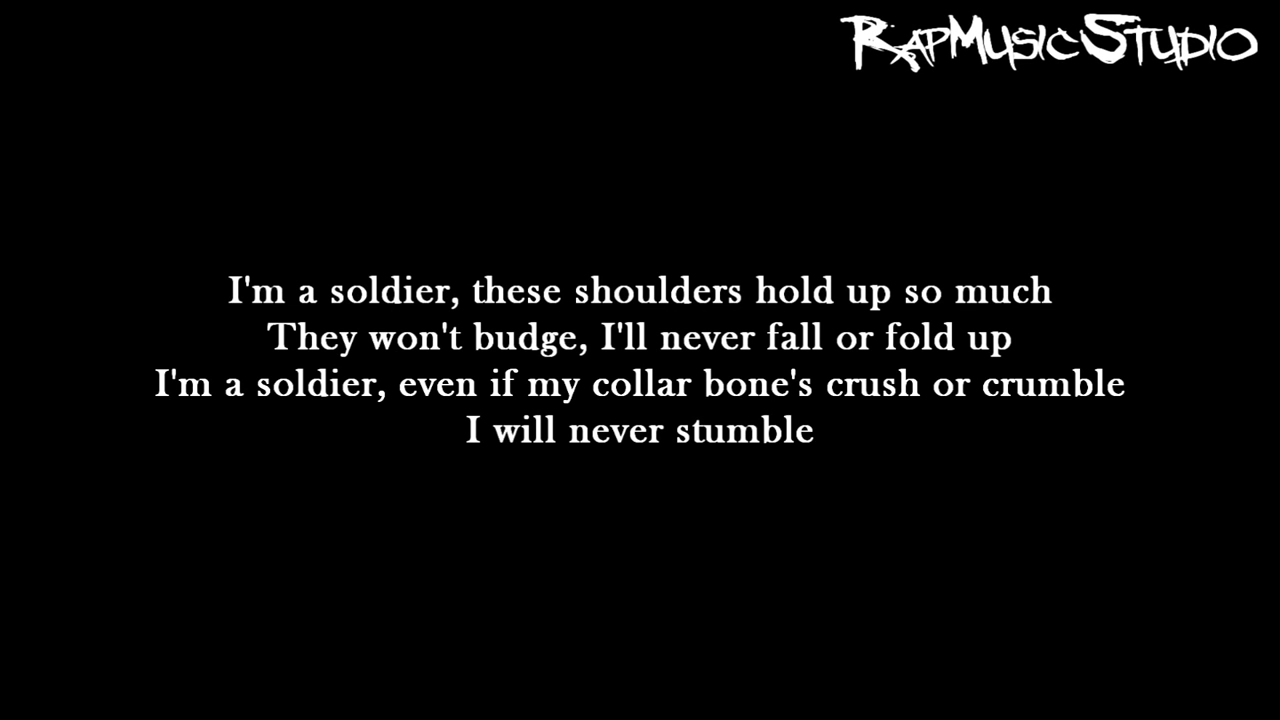 RapMusicStudio
I'm a soldier, these shoulders hold up so much
They won't budge, I'll never fall or fold up
I'm a soldier, even if my collar bone's crush or crumble
I will never stumble